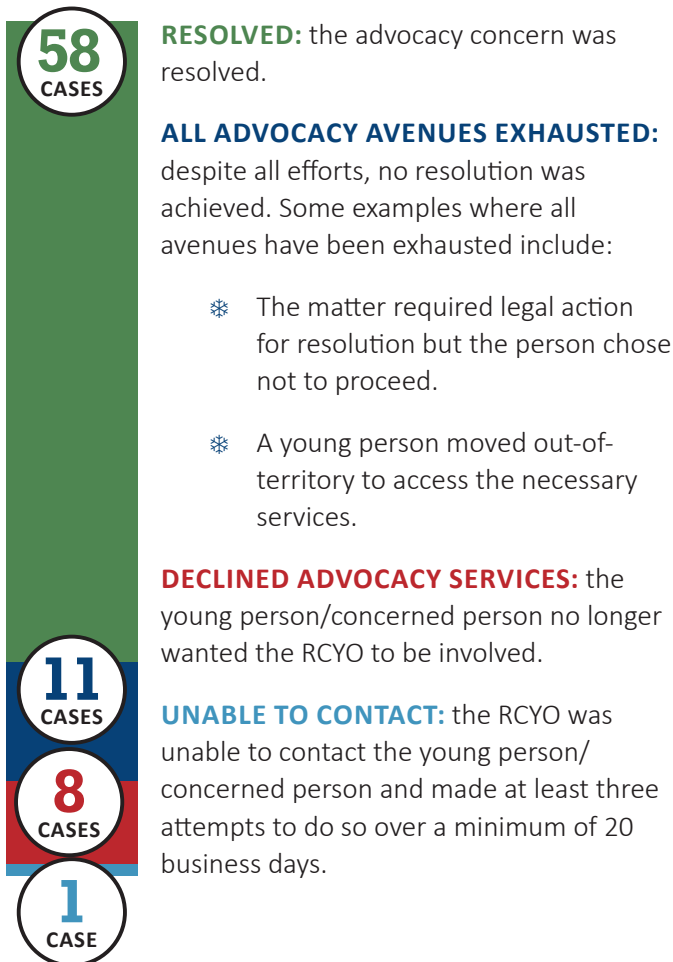 58
CASES
RESOLVED: the advocacy concern was
resolved.
ALL ADVOCACY AVENUES EXHAUSTED:
despite all efforts, no resolution was
achieved. Some examples where all
avenues have been exhausted include:
The matter required legal action
for resolution but the person chose
not to proceed.
A young person moved out-of-
territory to access the necessary
services.
DECLINED ADVOCACY SERVICES: the
young person/concerned person no longer
wanted the RCYO to be involved.
11
CASES
UNABLE TO CONTACT: the RCYO was
unable to contact the young person/
concerned person and made at least three
attempts to do so over a minimum of 20
business days.
8
CASES
1
CASE